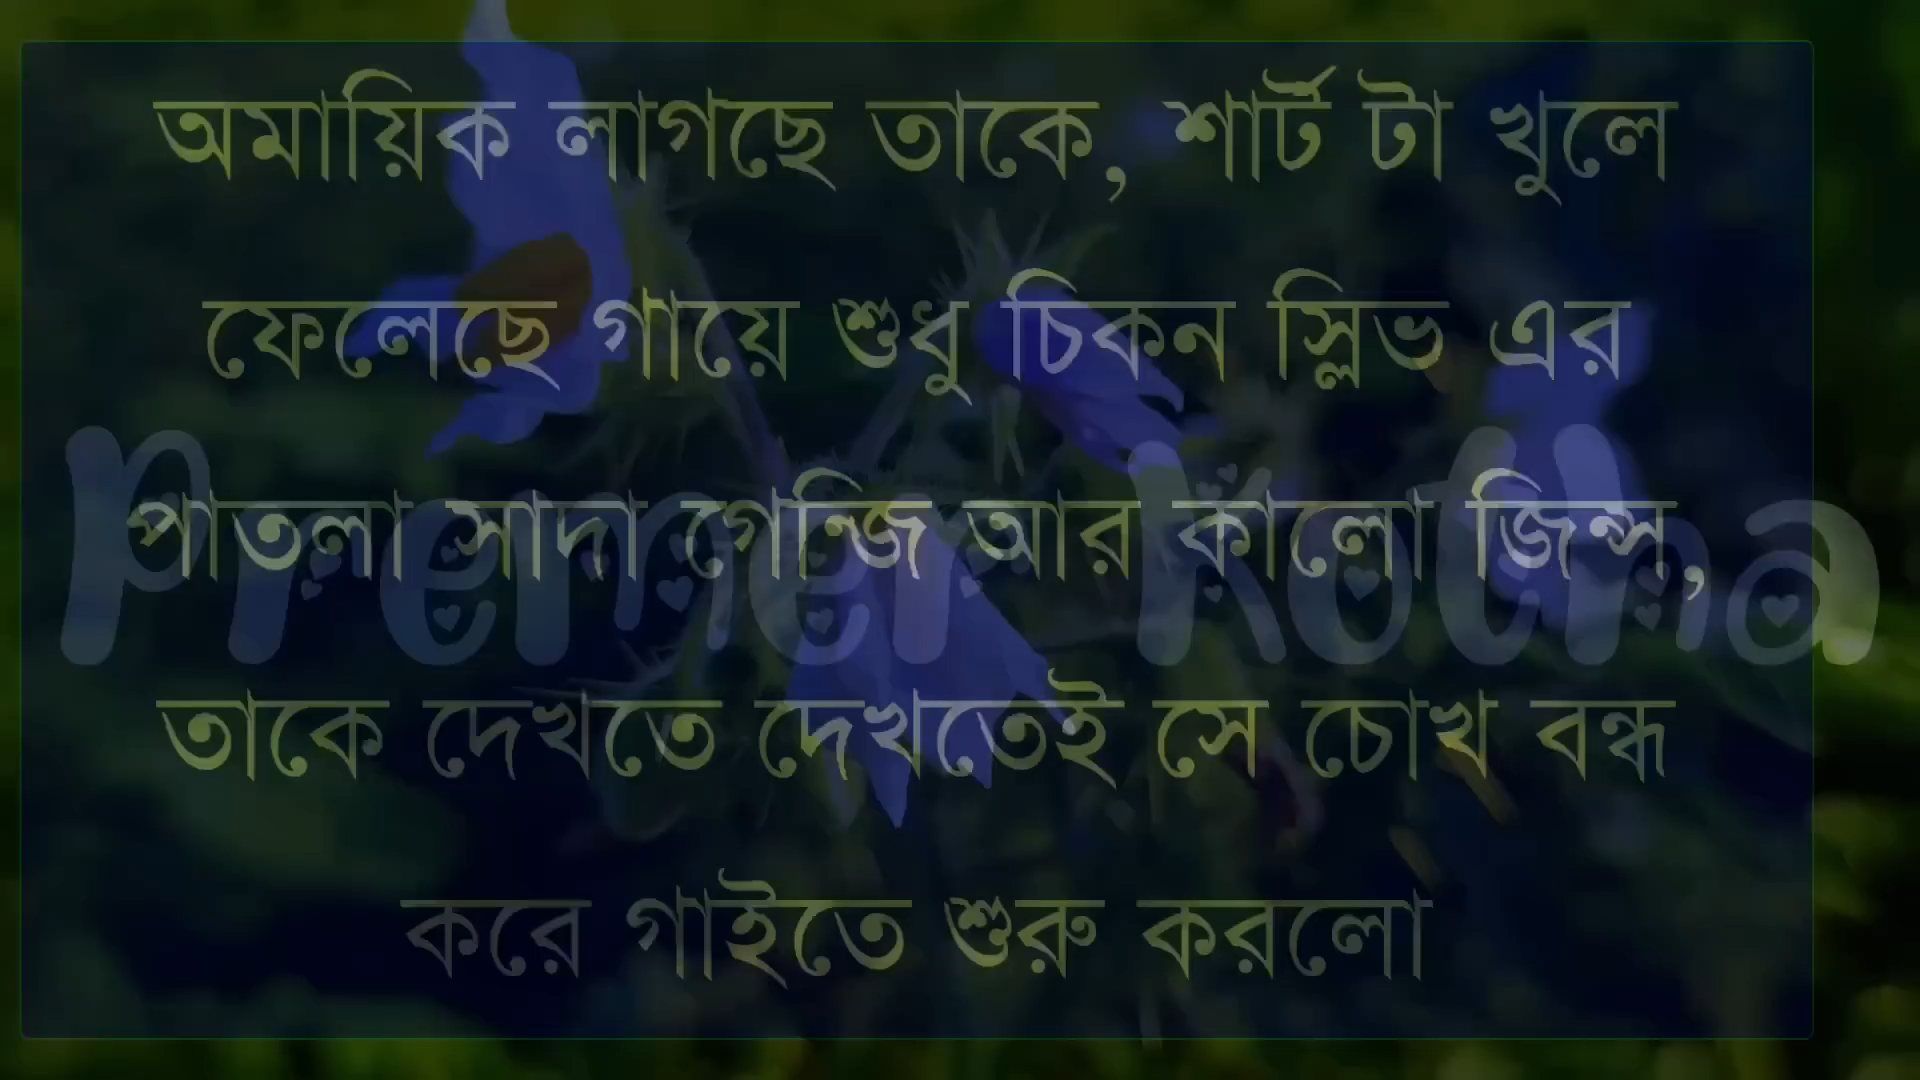 অমায়িক লাগছে তাকে, শার্ট টা খুলে
ফেলেছে গায়ে শুধু চিকন স্লিভ এর
পাতলা সাদা গেন্জি আর কালো জিন্স,
Premer Kotha
তাকে দেখতে দেখতেই সে চোখ বন্ধ
করে গাইতে শুরু করলো